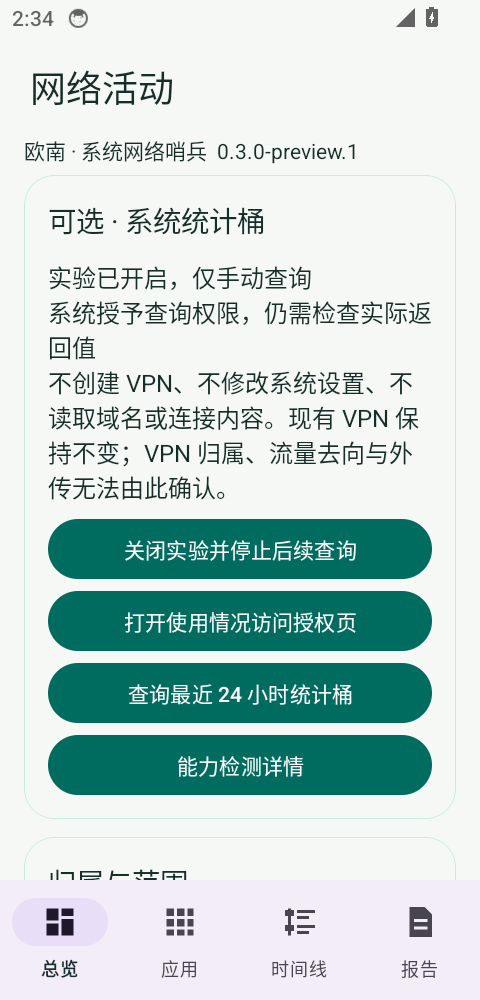 2:34
网络活动
欧南 · 系统网络哨兵 0.3.0-preview.1
可选 · 系统统计桶
实验已开启，仅手动查询
系统授予查询权限，仍需检查实际返
回值
不创建 VPN、不修改系统设置、不
读取域名或连接内容。现有 VPN 保
持不变；VPN 归属、流量去向与外
传无法由此确认。
关闭实验并停止后续查询
打开使用情况访问授权页
查询最近 24 小时统计桶
能力检测详情
归属与范围
总览
应用
时间线
报告